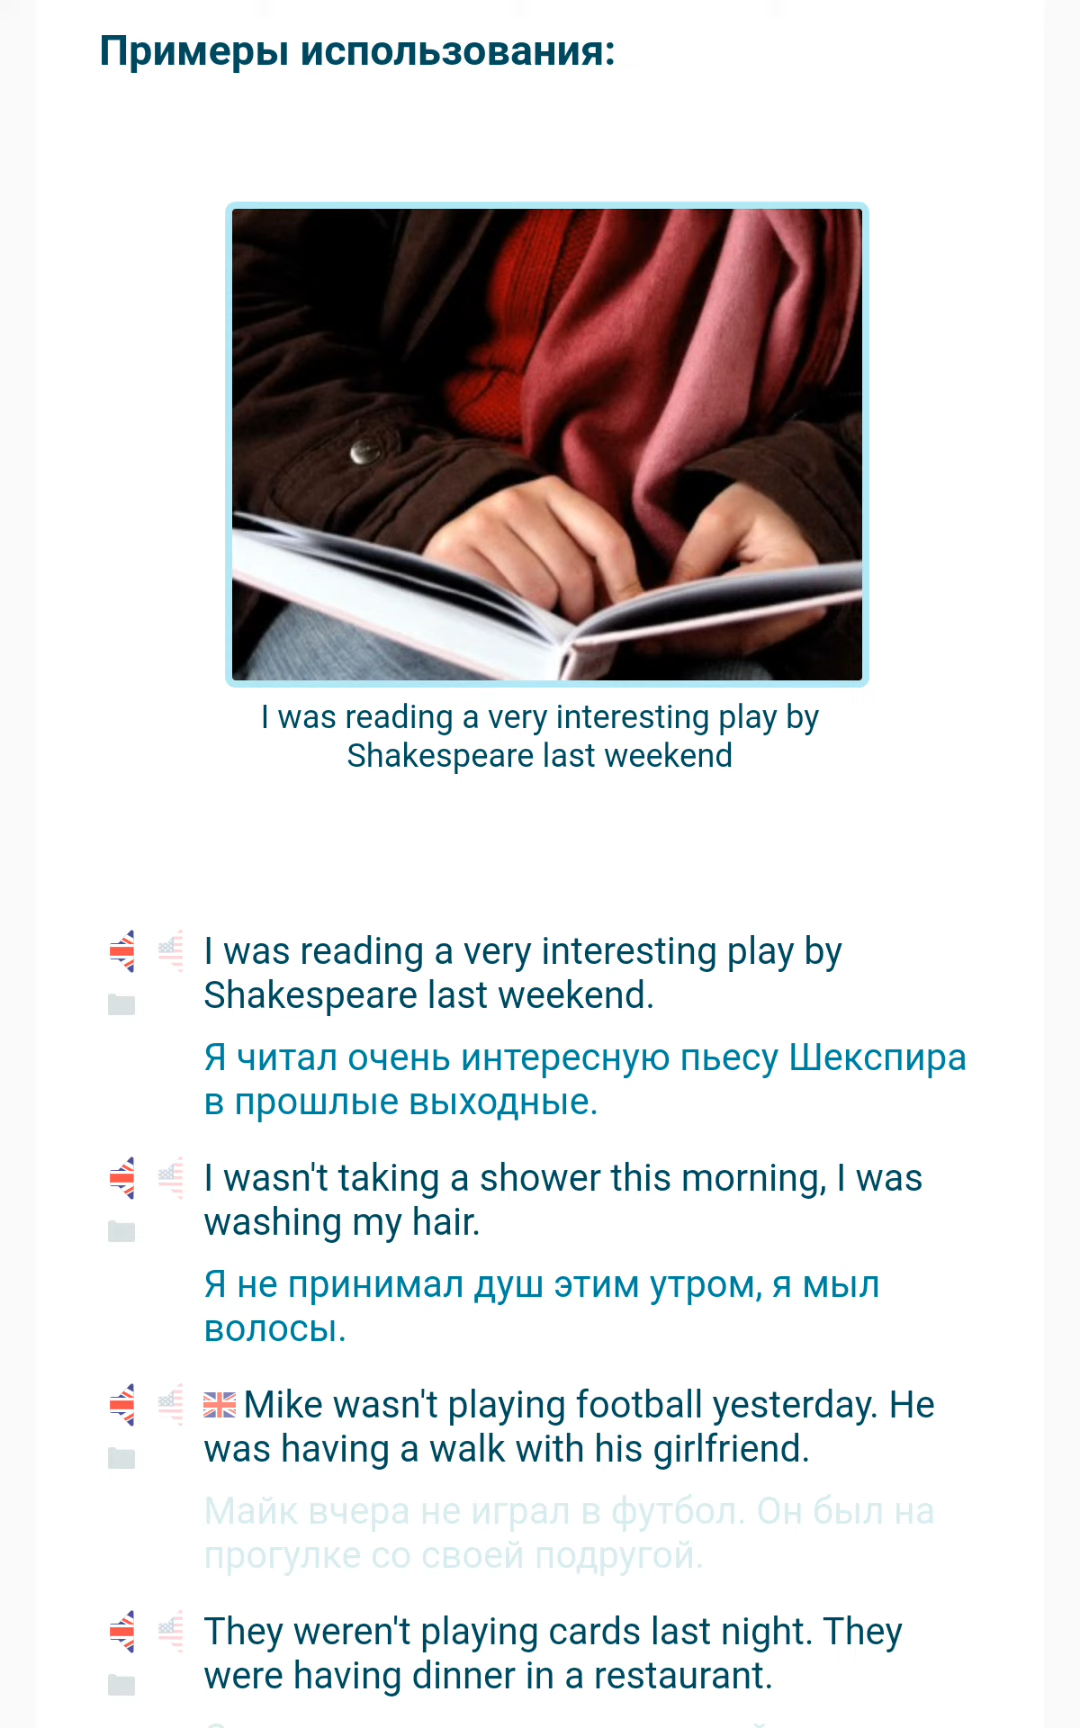 Примеры использования:
I was reading a very interesting play by
Shakespeare last weekend
I was reading a very interesting play by
Shakespeare last weekend.
Я читал очень интересную пьесу Шекспира
в прошлые выходные.
I wasn't taking a shower this morning, I was
washing my hair.
Я не принимал душ этим утром, я мыл
волосы.
Mike wasn't playing football yesterday. He
was having a walk with his girlfriend.
Майк вчера не играл в футбол. Он был на
прогулке со своей подругой.
They weren't playing cards last night. They
were having dinner in a restaurant.